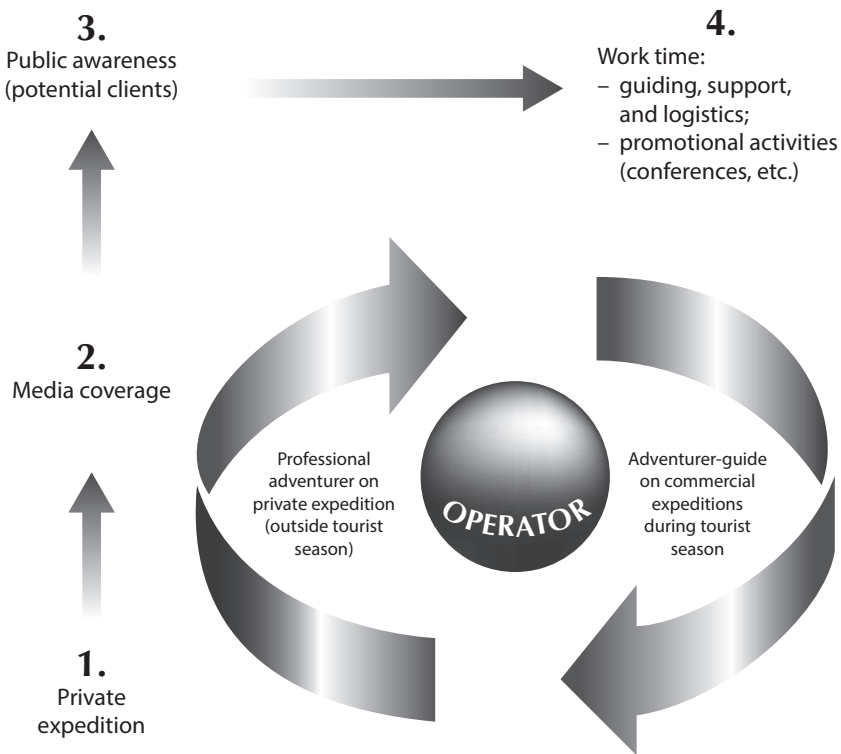 3.
Public awareness
(potential clients)
4.
Work time:
– guiding, support,
and logistics;
– promotional activities
(conferences, etc.)
2.
Media coverage
Professional
adventurer on
private expedition
(outside tourist
season)
OPERATOR
Adventurer-guide
on commercial
expeditions
during tourist
season
1.
Private
expedition